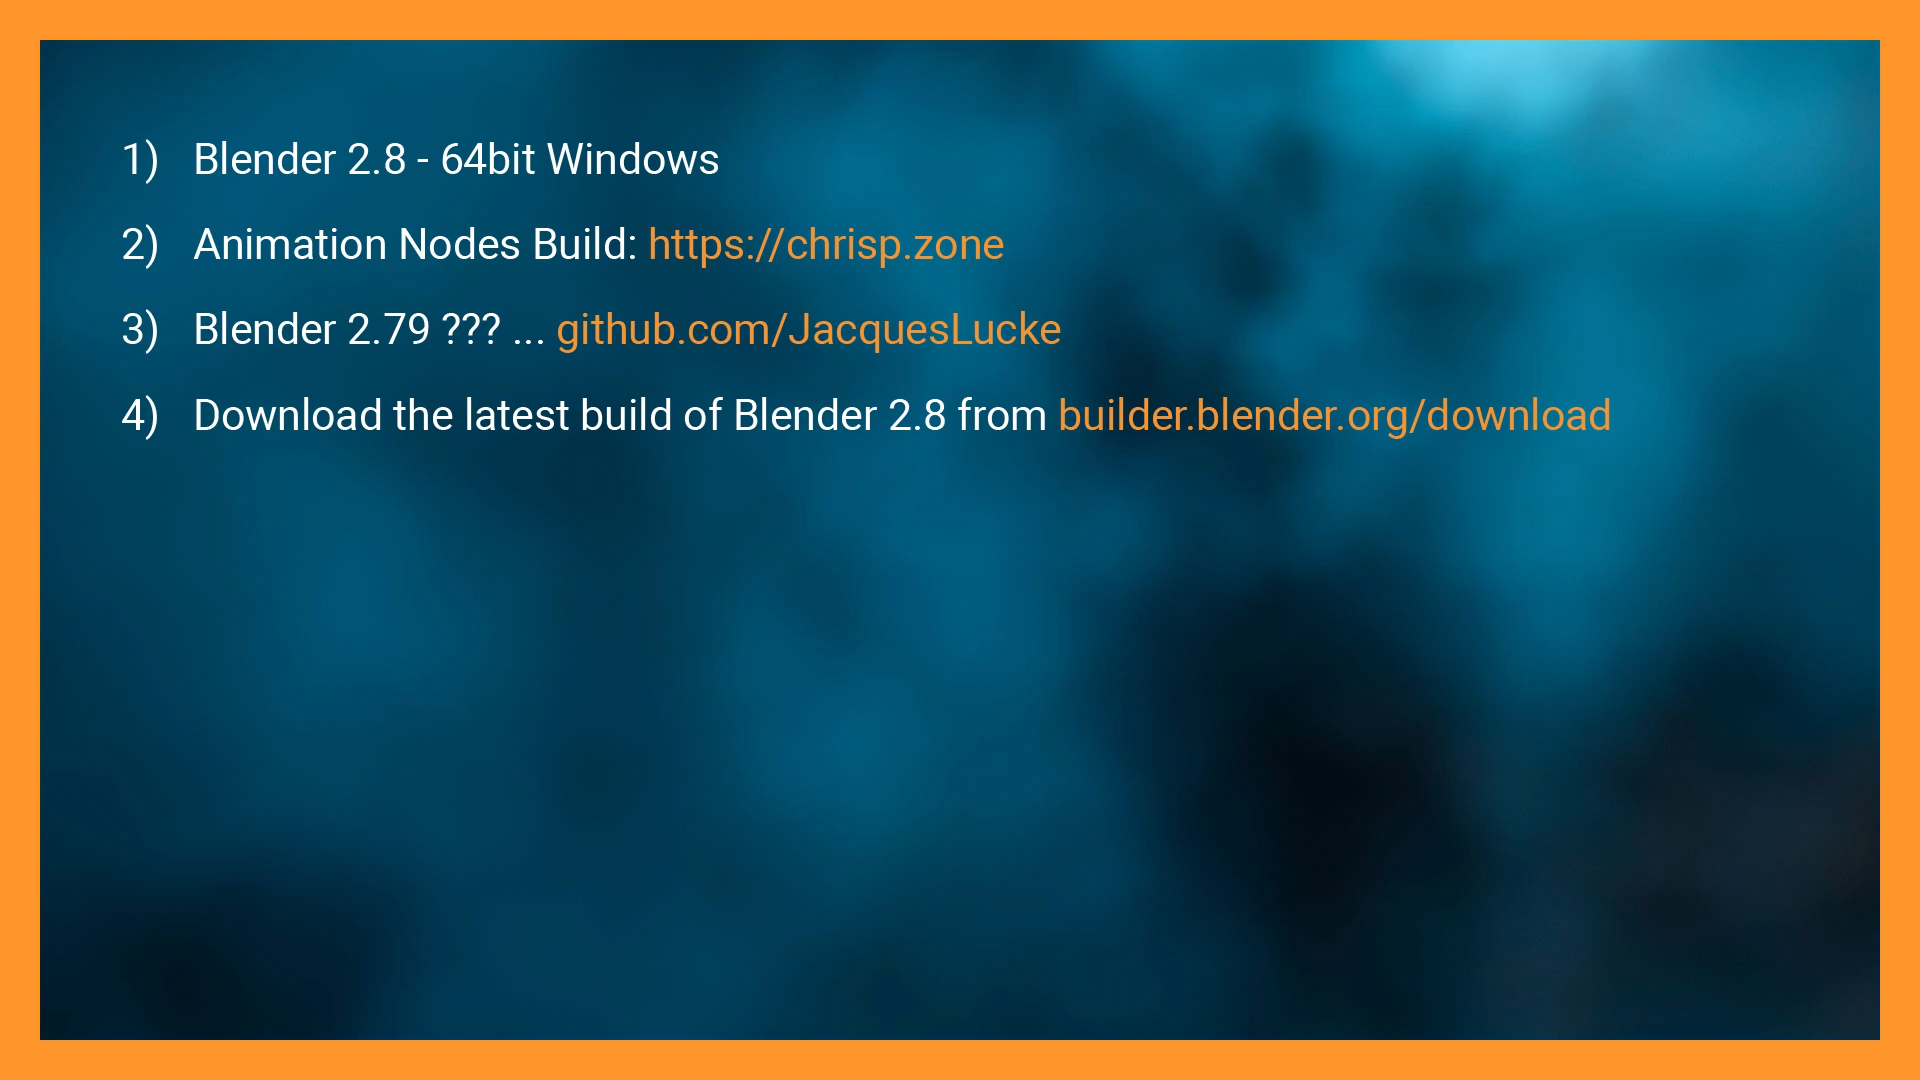 1) Blender 2.8 - 64bit Windows
2) Animation Nodes Build: https://chrisp.zone
3) Blender 2.79 ??? ... github.com/JacquesLucke
4) Download the latest build of Blender 2.8 from builder.blender.org/download